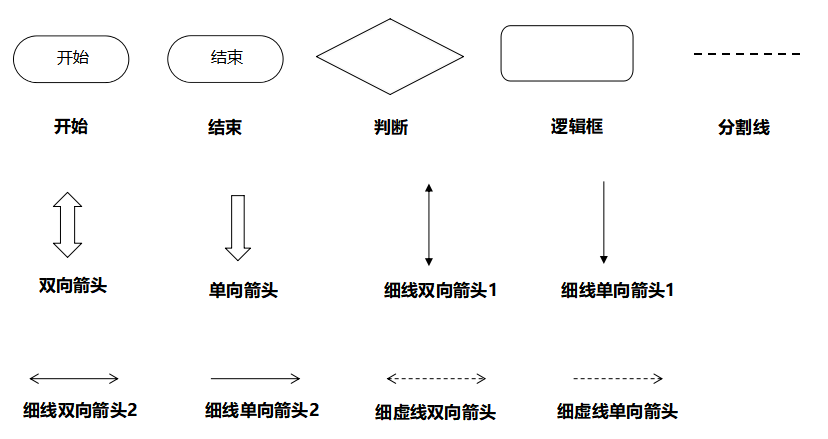 开始
结束
开始
结束
判断
逻辑框
分割线
双向箭头
单向箭头
细线双向箭头1
细线单向箭头1
细线双向箭头2
细线单向箭头2
细虚线双向箭头
细虚线单向箭头